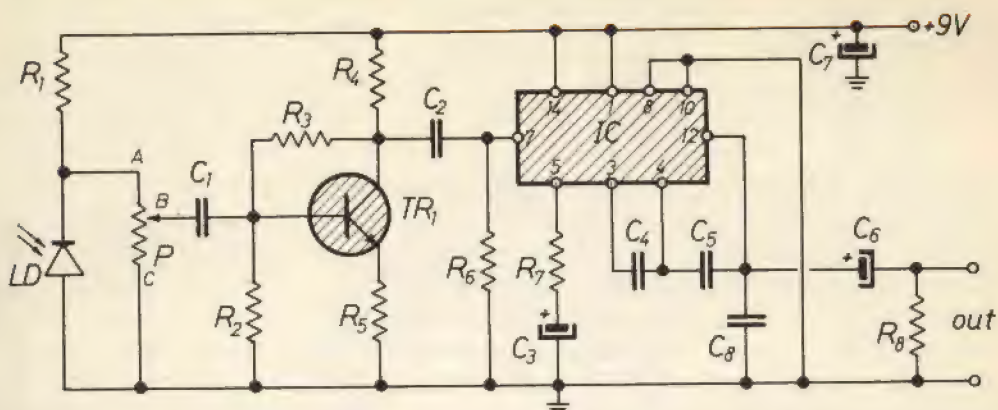 +9V
+
C7
R1
R4
C2
14
1
8
10
R3
7
IC
12
A
C1
5
3
4
B
TR1
C4
C5
C6
+
P
LD
C
R2
R5
R6
R7
+
C3
C8
R8
out